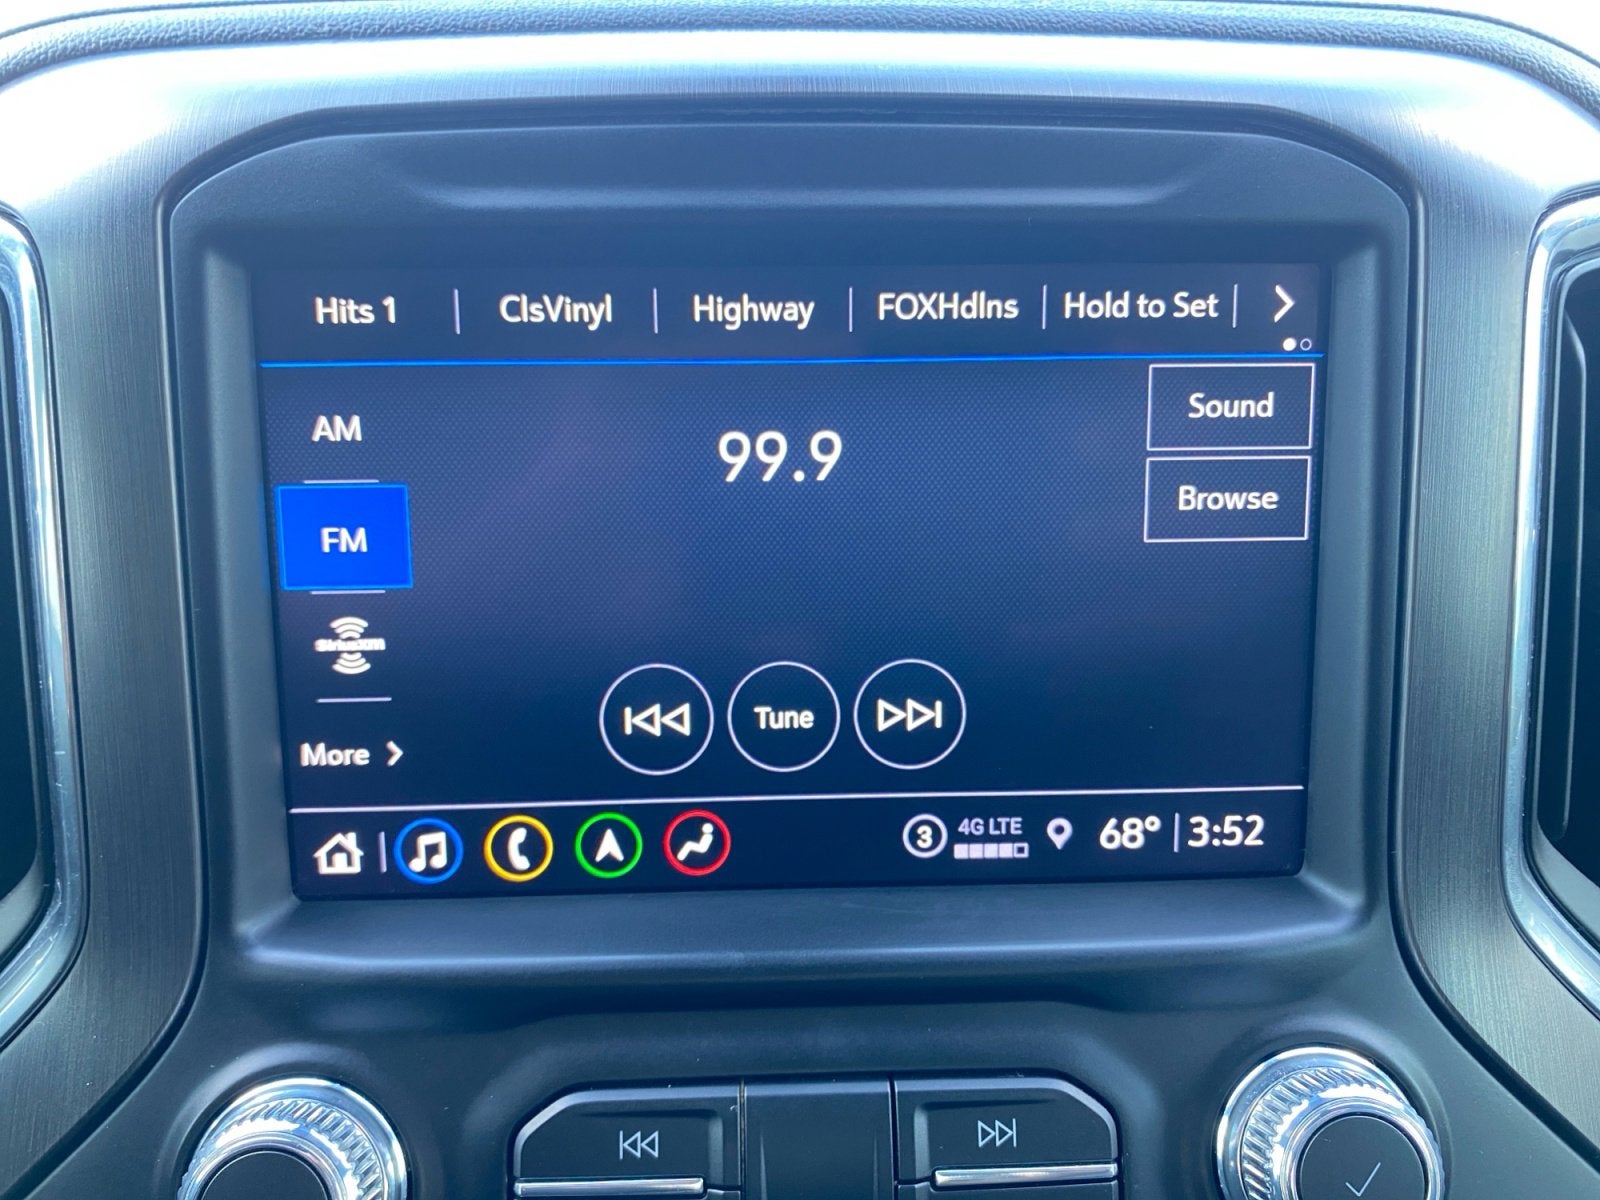 Hits 1
ClsVinyl
Highway
FOXHdlns
Hold to Set
AM
99.9
Sound
Browse
FM
SiriusXM
Tune
More
3
4G LTE
68°
3:52